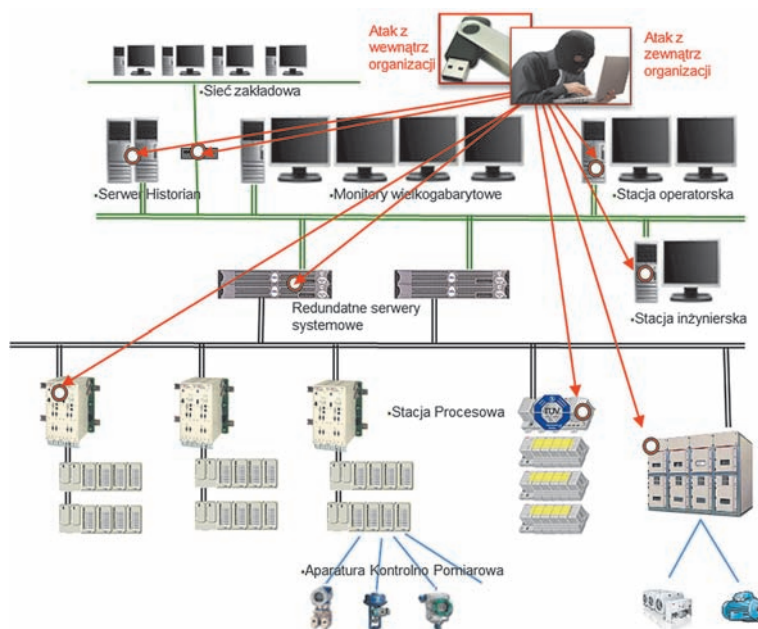 Atak z
wewnątrz
organizacji
Atak z
zewnątrz
organizacji
•Sieć zakładowa
•Serwer Historian
•Monitory wielkogabarytowe
•Stacja operatorska
Redundatne serwery
systemowe
•Stacja inżynierska
•Stacja Procesowa
TÜV
•Aparatura Kontrolno Pomiarowa